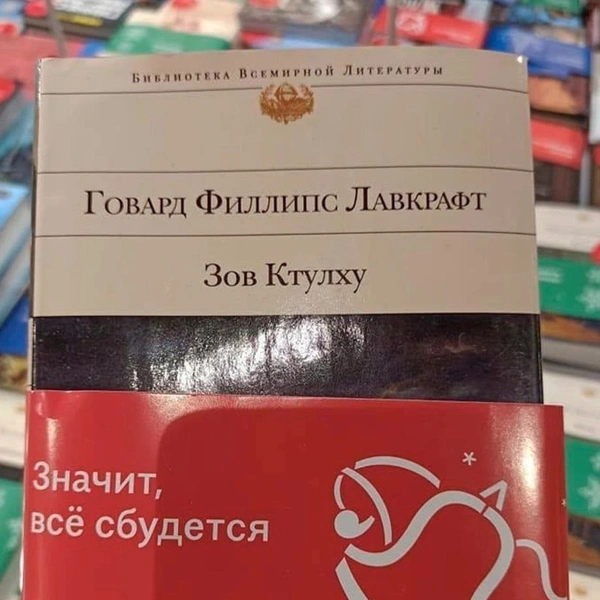 Библиотека Всемирной Литературы
Говард Филлипс Лавкрафт
Зов Ктулху
Значит,
всё сбудется